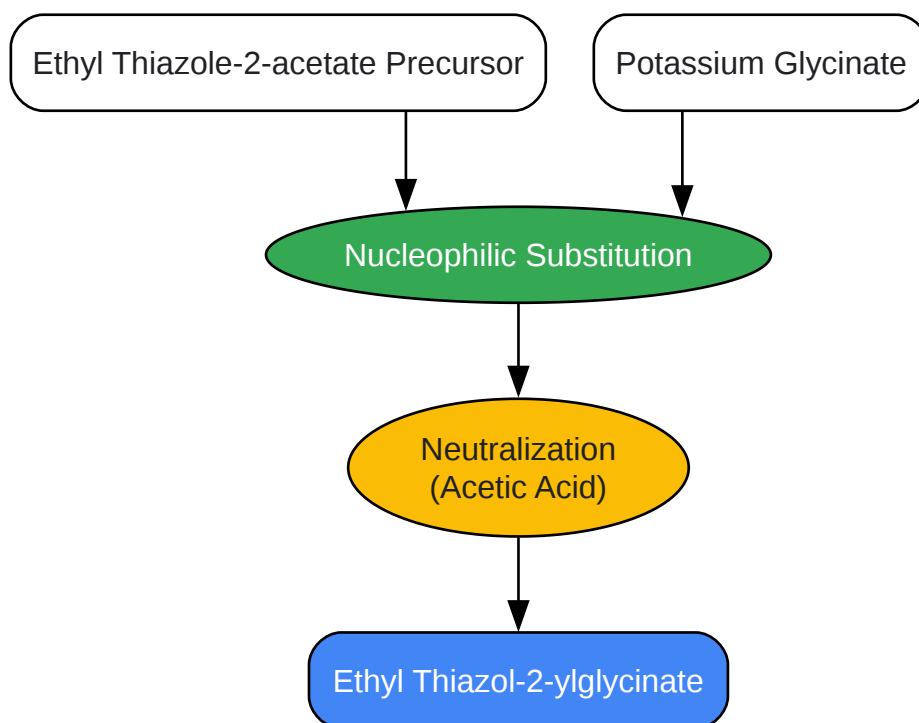 Ethyl Thiazole-2-acetate Precursor
Potassium Glycinate
Nucleophilic Substitution
Neutralization
(Acetic Acid)
Ethyl Thiazol-2-ylglycinate